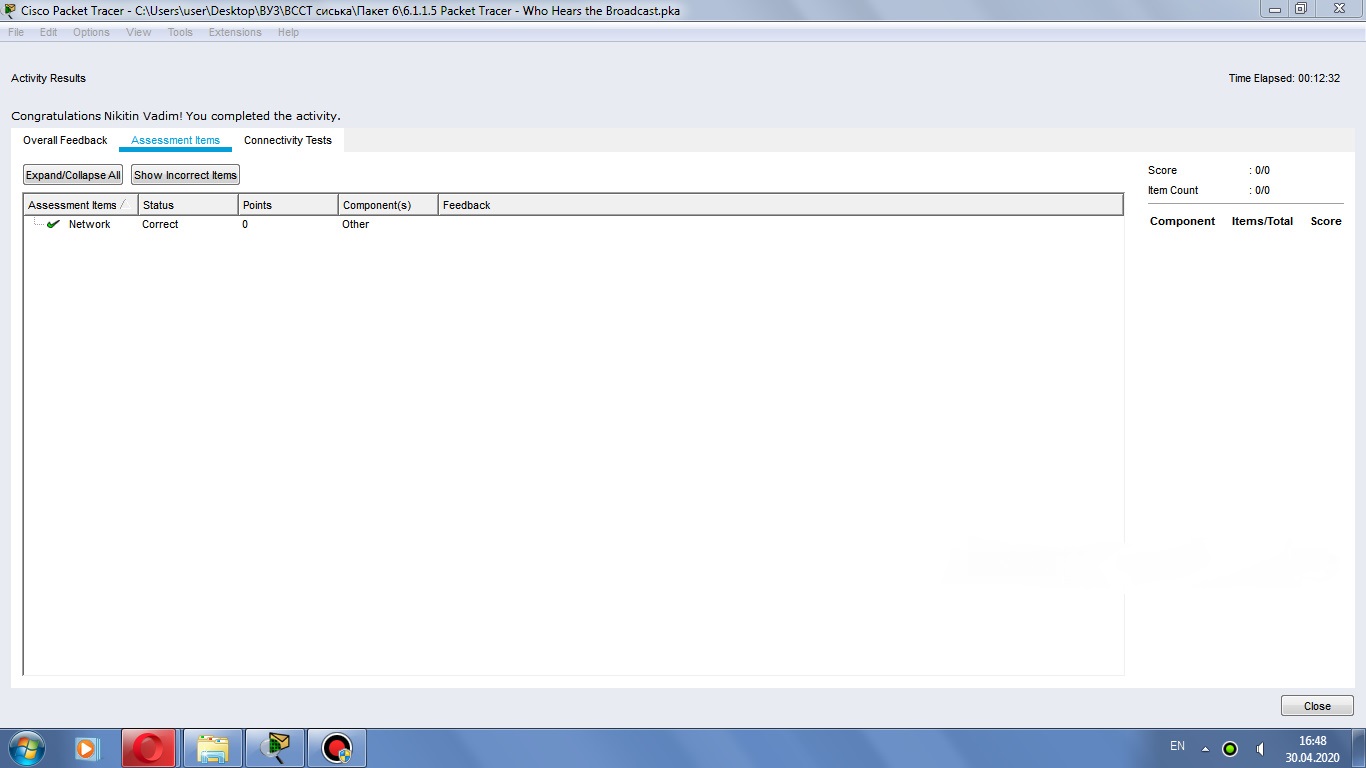 Cisco Packet Tracer - C:\Users\user\Desktop\ВУЗ\ВССТ сиська\Пакет 6\6.1.1.5 Packet Tracer - Who Hears the Broadcast.pka
File Edit Options View Tools Extensions Help
Activity Results
Time Elapsed: 00:12:32
Congratulations Nikitin Vadim! You completed the activity.
Overall Feedback Assessment Items Connectivity Tests
Expand/Collapse All Show Incorrect Items
Assessment Items Status Points Component(s) Feedback
Network Correct 0 Other
Score : 0/0
Item Count : 0/0
Component Items/Total Score
Close
EN
16:48
30.04.2020